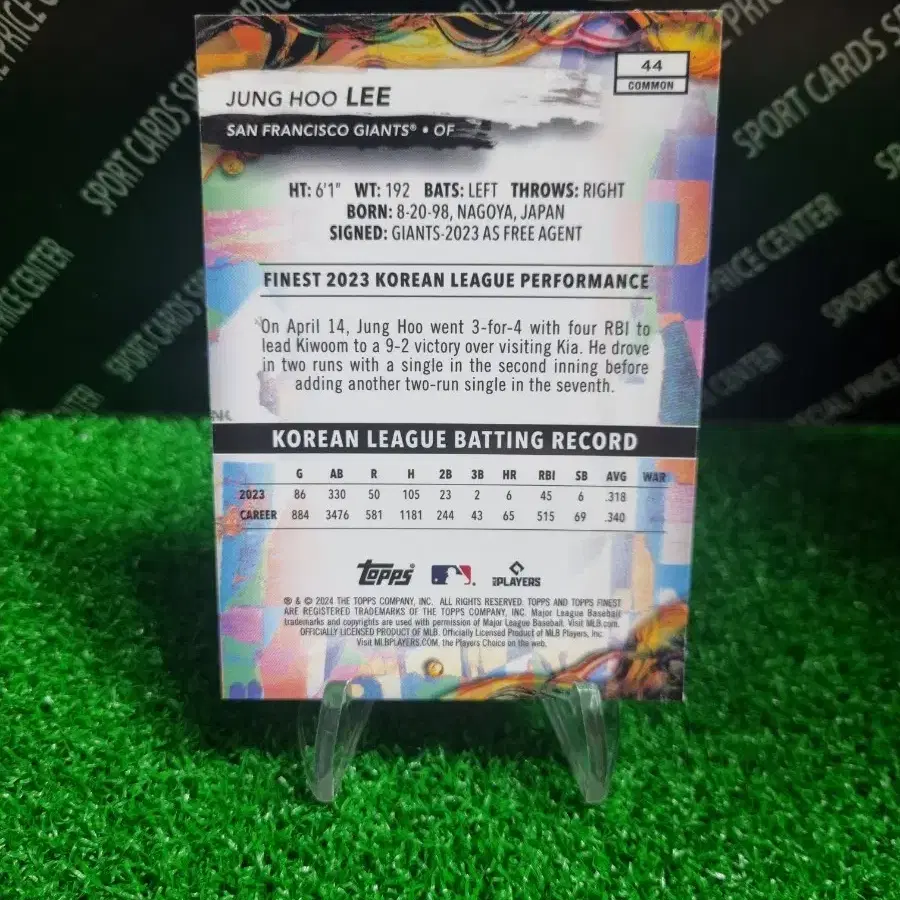 SPORT CARDS
SPORT CARDS
PRICE CENTER
PRICE CENTER
SPORT CARDS
44
COMMON
JUNG HOO LEE
SAN FRANCISCO GIANTS® • OF
HT: 6'1" WT: 192 BATS: LEFT THROWS: RIGHT
BORN: 8-20-98, NAGOYA, JAPAN
SIGNED: GIANTS-2023 AS FREE AGENT
FINEST 2023 KOREAN LEAGUE PERFORMANCE
On April 14, Jung Hoo went 3-for-4 with four RBI to
lead Kiwoom to a 9-2 victory over visiting Kia. He drove
in two runs with a single in the second inning before
adding another two-run single in the seventh.
KOREAN LEAGUE BATTING RECORD
G AB R H 2B 3B HR RBI SB AVG WAR
2023 86 330 50 105 23 2 6 45 6 .318
CAREER 884 3476 581 1181 244 43 65 515 69 .340
Topps
MLB PLAYERS
® & © 2024 THE TOPPS COMPANY, INC. ALL RIGHTS RESERVED. TOPPS AND TOPPS FINEST
ARE REGISTERED TRADEMARKS OF THE TOPPS COMPANY, INC. Major League Baseball
trademarks and copyrights are used with permission of Major League Baseball. Visit MLB.com.
OFFICIALLY LICENSED PRODUCT OF MLB. Officially Licensed Product of MLB Players, Inc.
Visit MLBPLAYERS.COM, the Players Choice on the web.